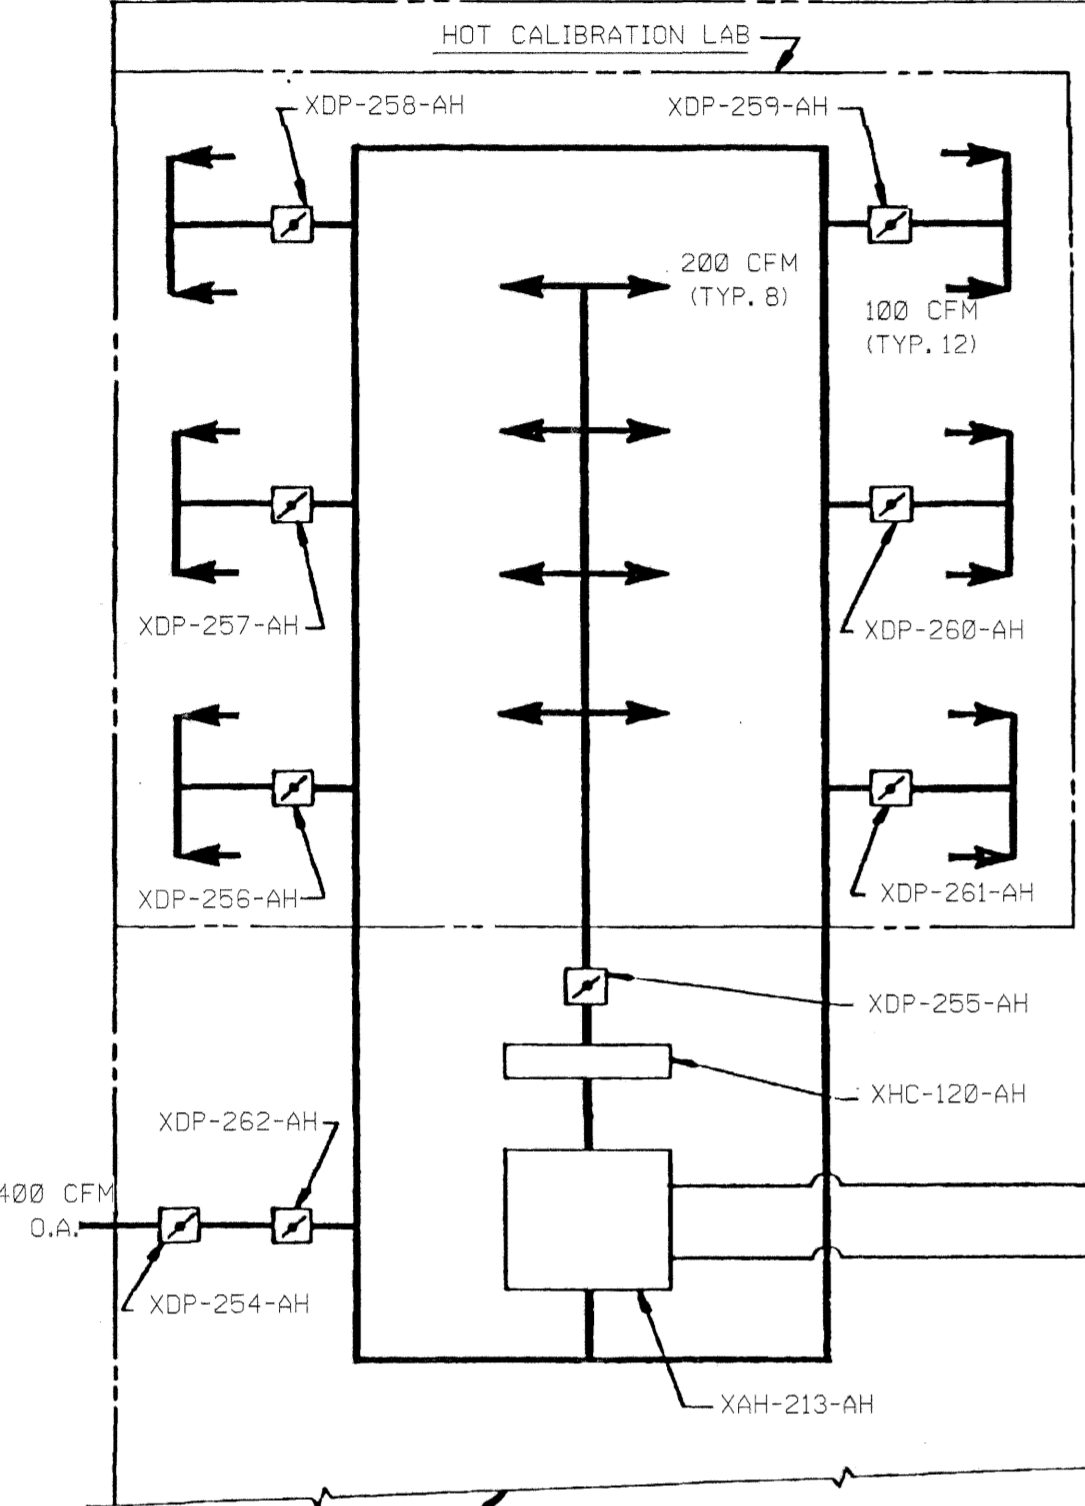 HOT CALIBRATION LAB
XDP-258-AH
XDP-259-AH
200 CFM
(TYP. 8)
100 CFM
(TYP. 12)
XDP-257-AH
XDP-260-AH
XDP-256-AH
XDP-261-AH
XDP-255-AH
XHC-120-AH
XDP-262-AH
400 CFM
O.A.
XDP-254-AH
XAH-213-AH